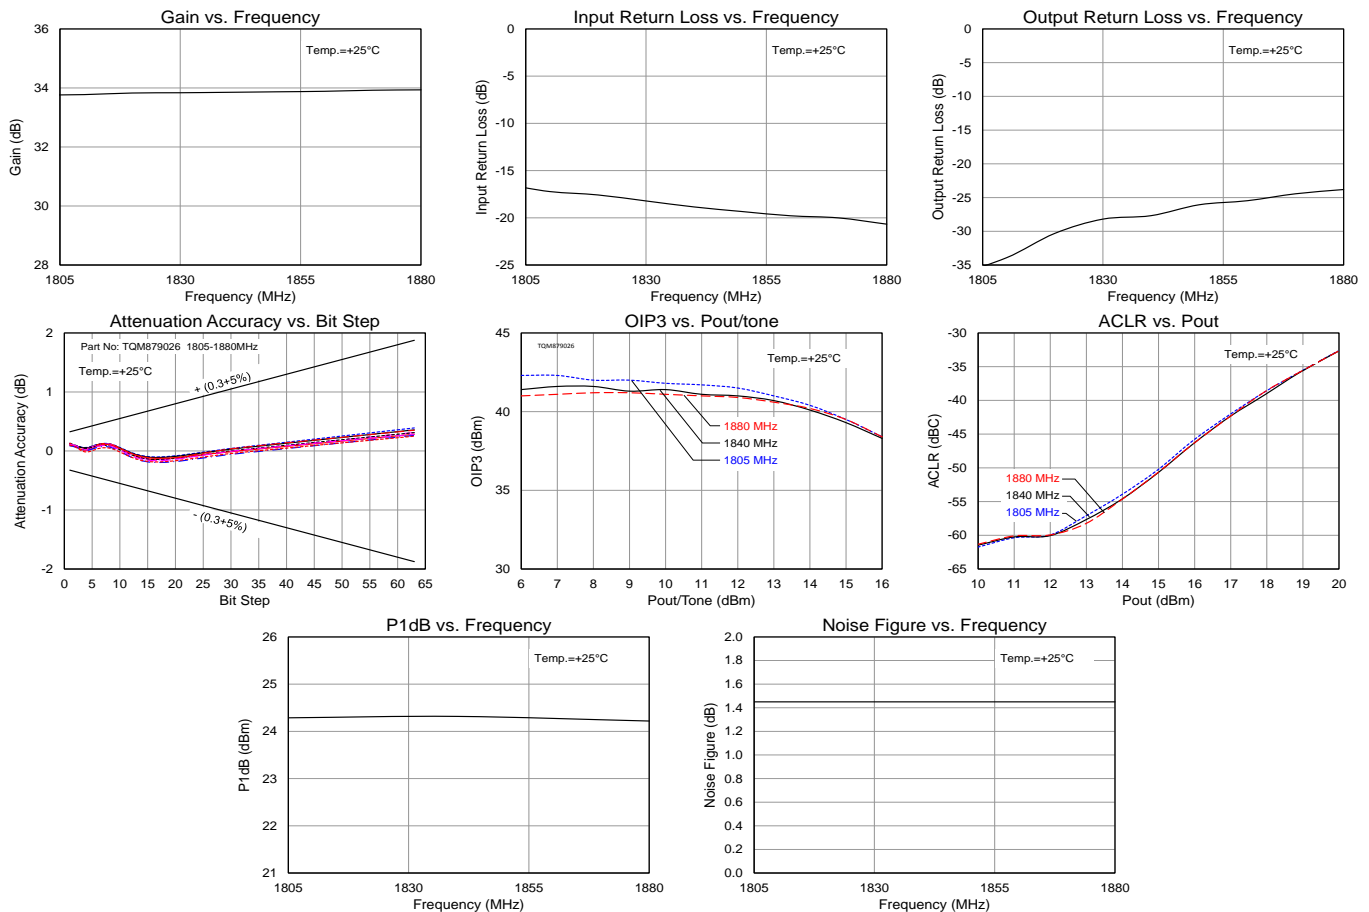 Gain vs. Frequency
36
34
32
30
28
Gain (dB)
Temp.=+25°C
1805
1830
1855
1880
Frequency (MHz)
Input Return Loss vs. Frequency
0
-5
-10
-15
-20
-25
Input Return Loss (dB)
Temp.=+25°C
1805
1830
1855
1880
Frequency (MHz)
Output Return Loss vs. Frequency
0
-5
-10
-15
-20
-25
-30
-35
Output Return Loss (dB)
Temp.=+25°C
1805
1830
1855
1880
Frequency (MHz)
Attenuation Accuracy vs. Bit Step
2
1
0
-1
-2
Attenuation Accuracy (dB)
Part No: TQM879026 1805-1880MHz
Temp.=+25°C
+ (0.3+5%)
- (0.3+5%)
0
5
10
15
20
25
30
35
40
45
50
55
60
65
Bit Step
OIP3 vs. Pout/tone
45
40
35
30
OIP3 (dBm)
TQM879026
Temp.=+25°C
1880 MHz
1840 MHz
1805 MHz
6
7
8
9
10
11
12
13
14
15
16
Pout/Tone (dBm)
ACLR vs. Pout
-30
-35
-40
-45
-50
-55
-60
-65
ACLR (dBC)
Temp.=+25°C
1880 MHz
1840 MHz
1805 MHz
10
11
12
13
14
15
16
17
18
19
20
Pout (dBm)
P1dB vs. Frequency
26
25
24
23
22
21
P1dB (dBm)
Temp.=+25°C
1805
1830
1855
1880
Frequency (MHz)
Noise Figure vs. Frequency
2.0
1.8
1.6
1.4
1.2
1.0
0.8
0.6
0.4
0.2
0.0
Noise Figure (dB)
Temp.=+25°C
1805
1830
1855
1880
Frequency (MHz)